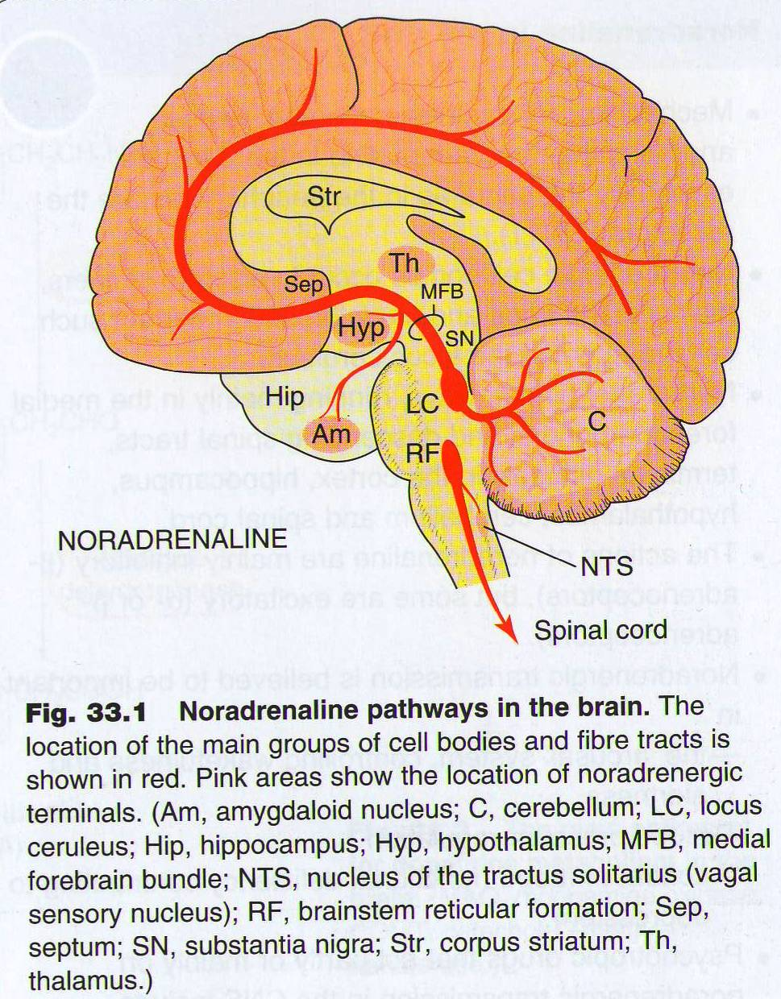 Str
Th
Sep
MFB
Hyp
SN
Hip
LC
C
Am
RF
NORADRENALINE
NTS
Spinal cord
Fig. 33.1 Noradrenaline pathways in the brain. The
location of the main groups of cell bodies and fibre tracts is
shown in red. Pink areas show the location of noradrenergic
terminals. (Am, amygdaloid nucleus; C, cerebellum; LC, locus
ceruleus; Hip, hippocampus; Hyp, hypothalamus; MFB, medial
forebrain bundle; NTS, nucleus of the tractus solitarius (vagal
sensory nucleus); RF, brainstem reticular formation; Sep,
septum; SN, substantia nigra; Str, corpus striatum; Th,
thalamus.)